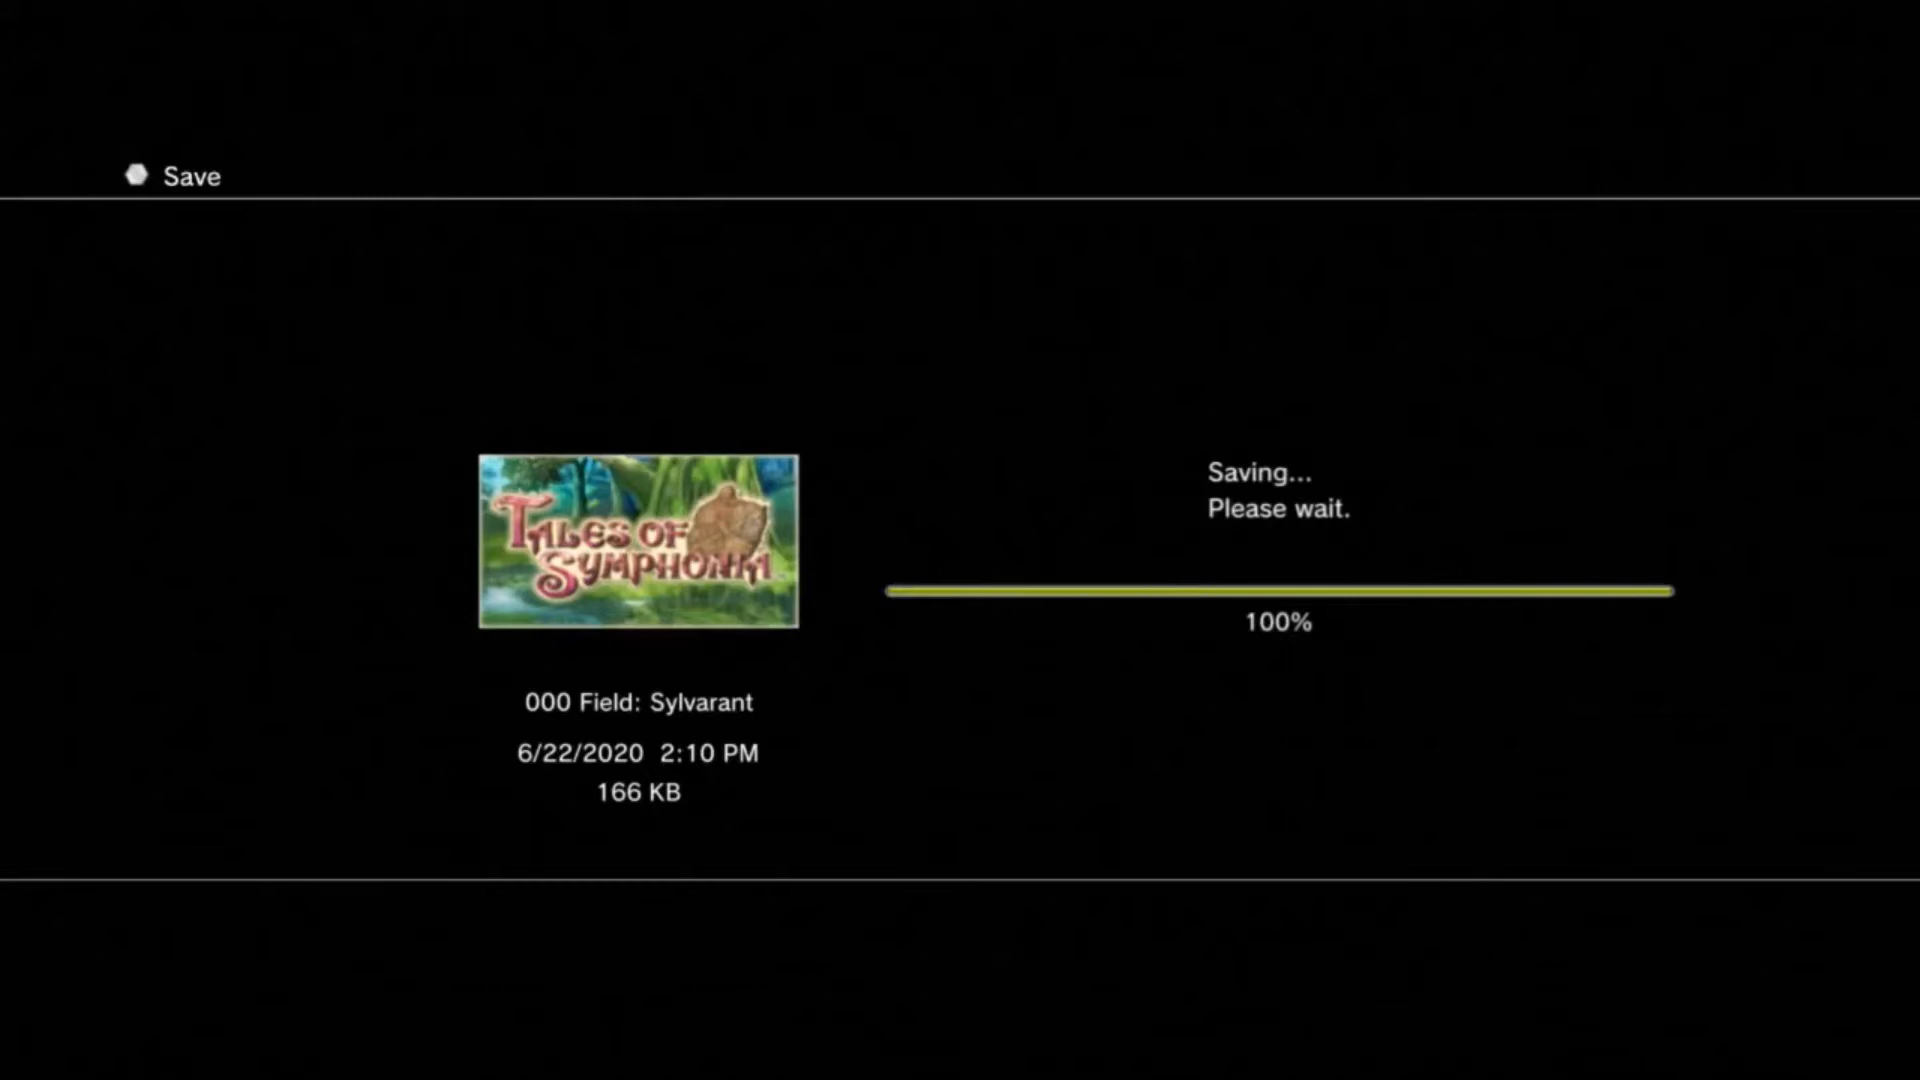 Save
TALES OF
SYMPHONIA
Saving...
Please wait.
100%
000 Field: Sylvarant
6/22/2020 2:10 PM
166 KB